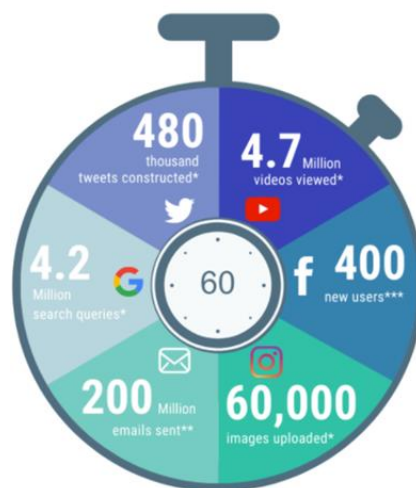 480
thousand
tweets constructed*
4.7 Million
videos viewed*
4.2
Million
search queries*
G
60
f
400
new users***
200 Million
emails sent**
60,000
images uploaded*